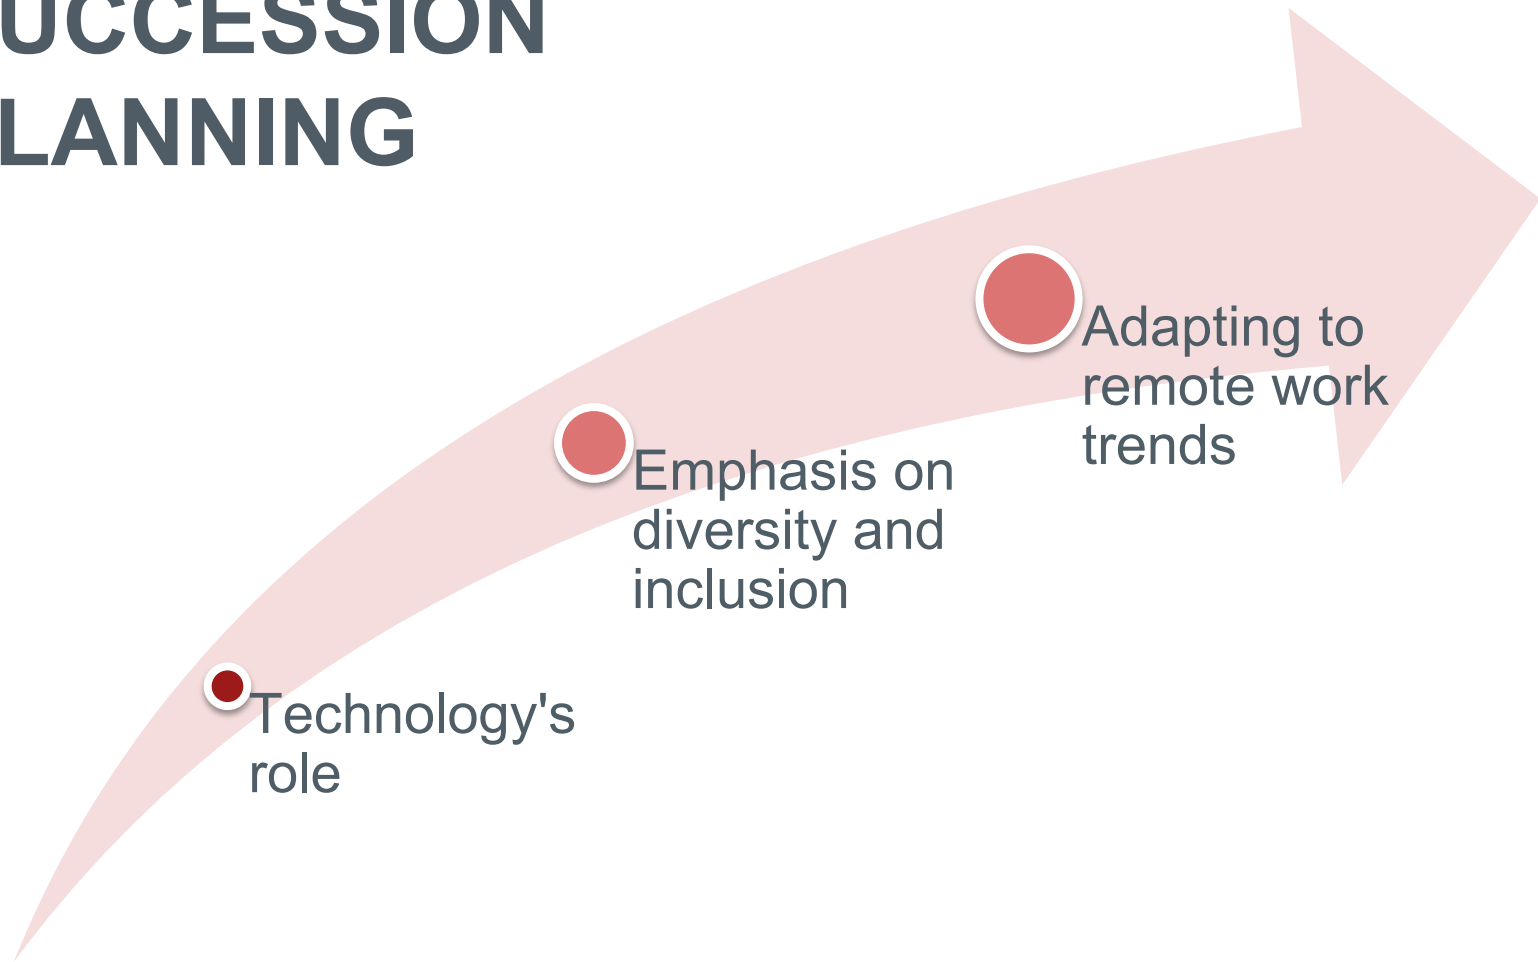 UCCESSION
LANNING
Adapting to
remote work
trends
Emphasis on
diversity and
inclusion
Technology's
role